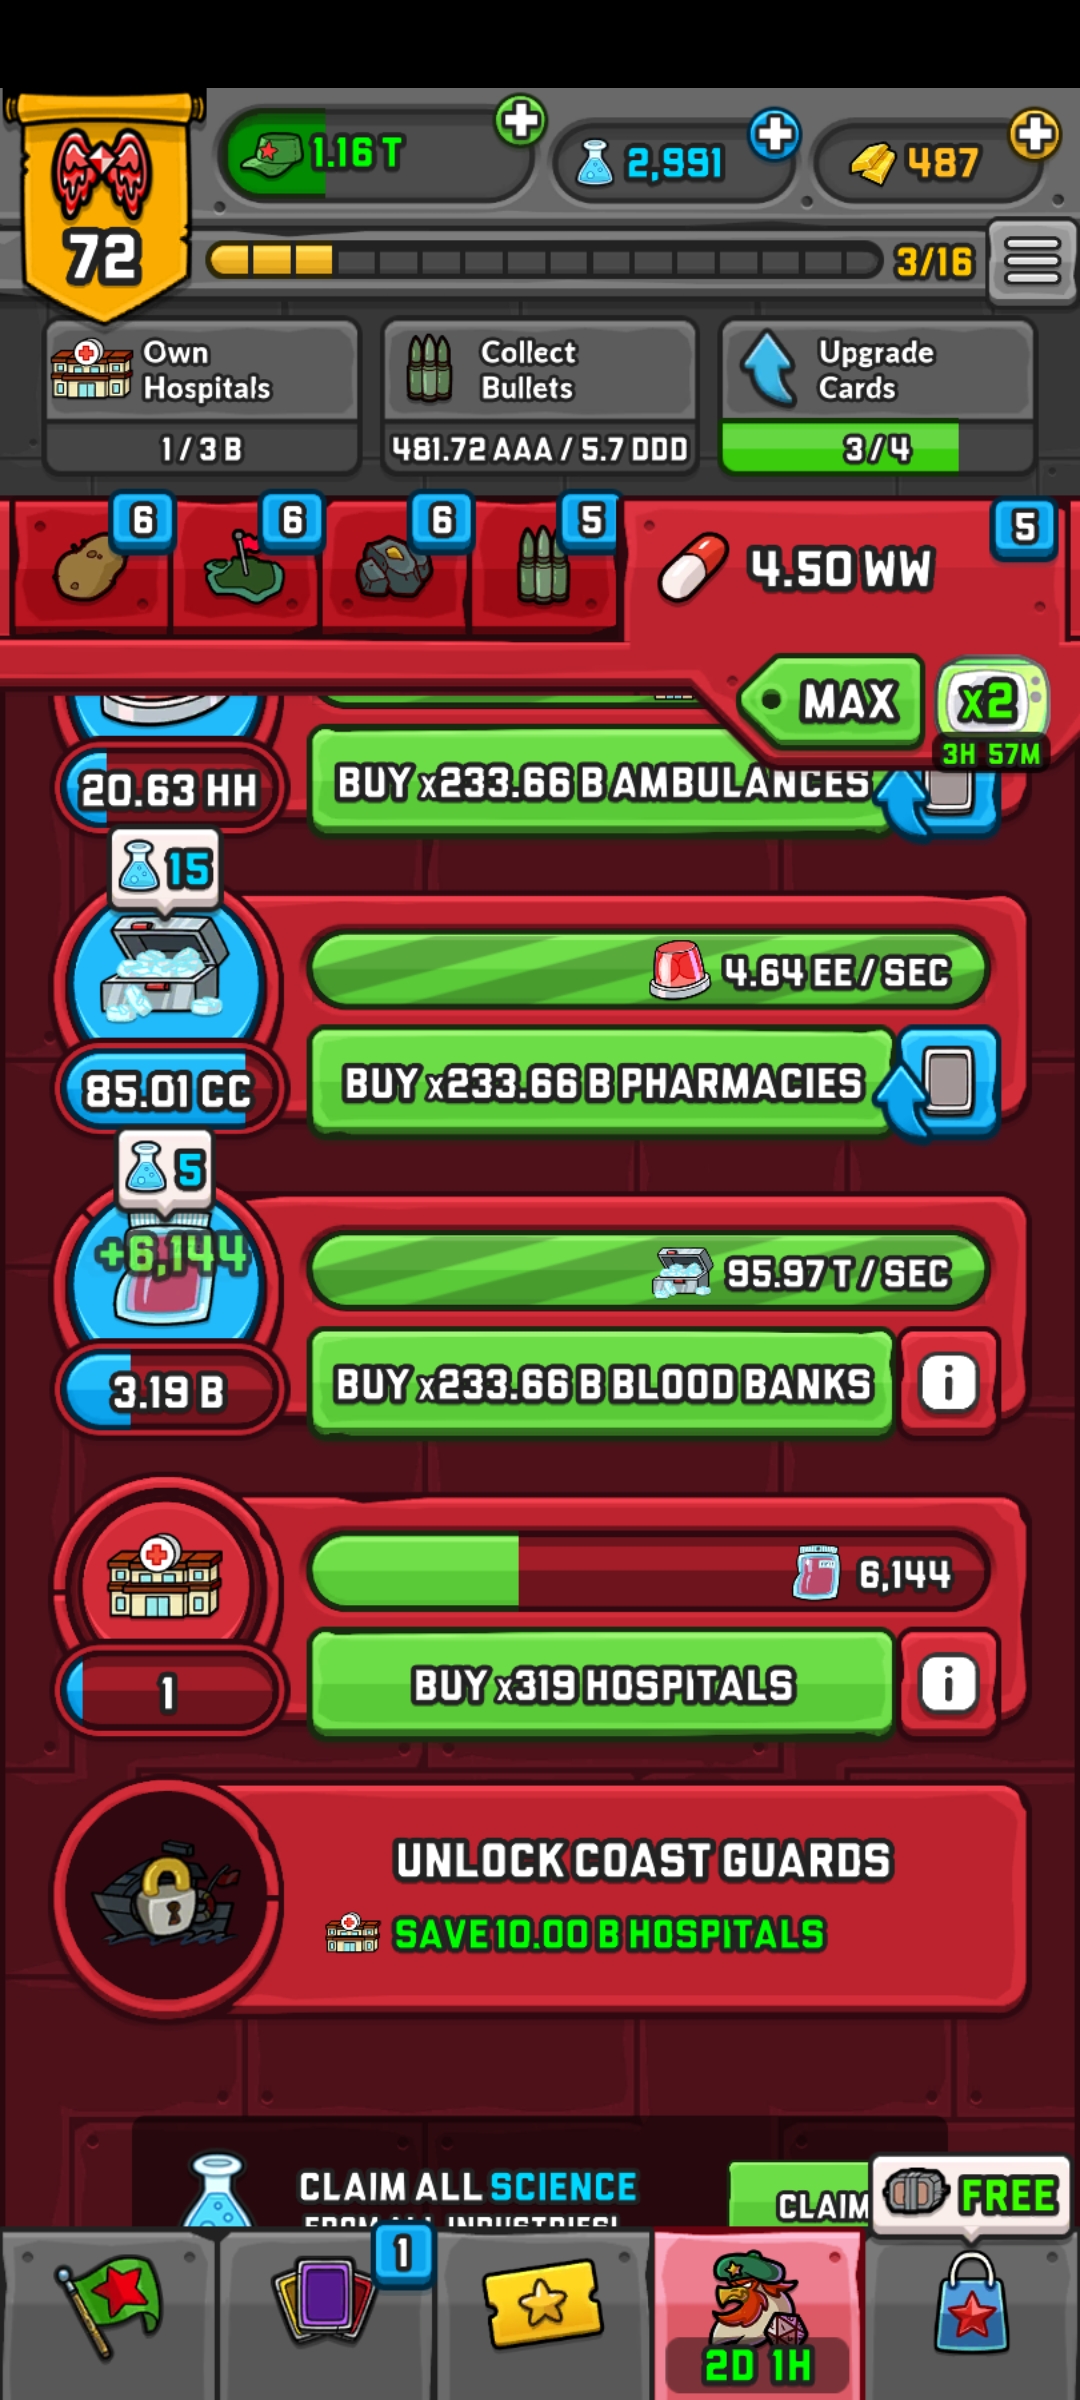 1.16 T
2,991
487
72
3/16
Own
Hospitals
1 / 3 B
Collect
Bullets
481.72 AAA / 5.7 DDD
Upgrade
Cards
3/4
6
6
6
5
5
4.50 WW
MAX
x2
3H 57M
20.63 HH
BUY x233.66 B AMBULANCES
15
4.64 EE / SEC
85.01 CC
BUY x233.66 B PHARMACIES
5
+6,144
95.97 T / SEC
3.19 B
BUY x233.66 B BLOOD BANKS
i
6,144
1
BUY x319 HOSPITALS
i
UNLOCK COAST GUARDS
SAVE 10.00 B HOSPITALS
CLAIM ALL SCIENCE
FROM ALL INDUSTRIES!
CLAIM
FREE
1
2D 1H